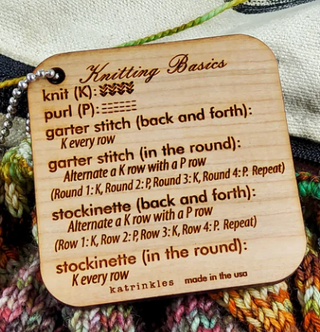 Knitting Basics
knit (K):
purl (P):
garter stitch (back and forth):
K every row
garter stitch (in the round):
Alternate a K row with a P row
(Round 1: K, Round 2: P, Round 3: K, Round 4: P. Repeat)
stockinette (back and forth):
Alternate a K row with a P row
(Row 1: K, Row 2: P, Row 3: K, Row 4: P. Repeat)
stockinette (in the round):
K every row
katrinkles made in the usa